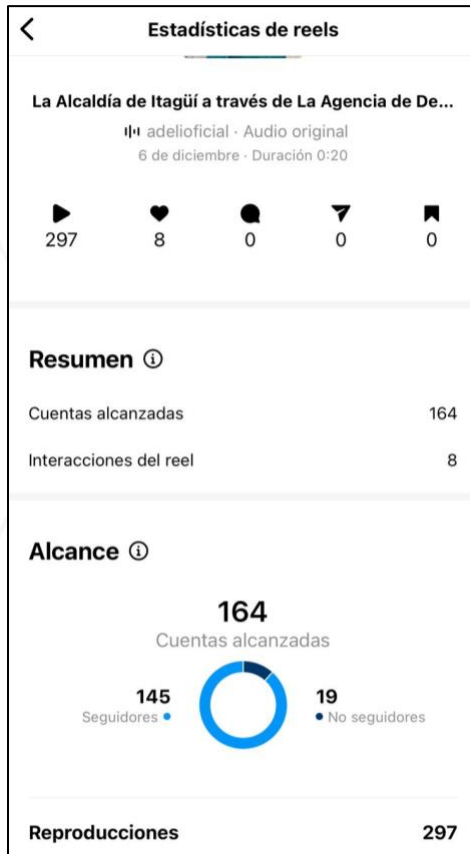 Estadísticas de reels
La Alcaldía de Itagüí a través de La Agencia de De...
adelioficial · Audio original
6 de diciembre · Duración 0:20
297 8 0 0 0
Resumen
Cuentas alcanzadas 164
Interacciones del reel 8
Alcance
164
Cuentas alcanzadas
145 19
Seguidores • • No seguidores
Reproducciones 297